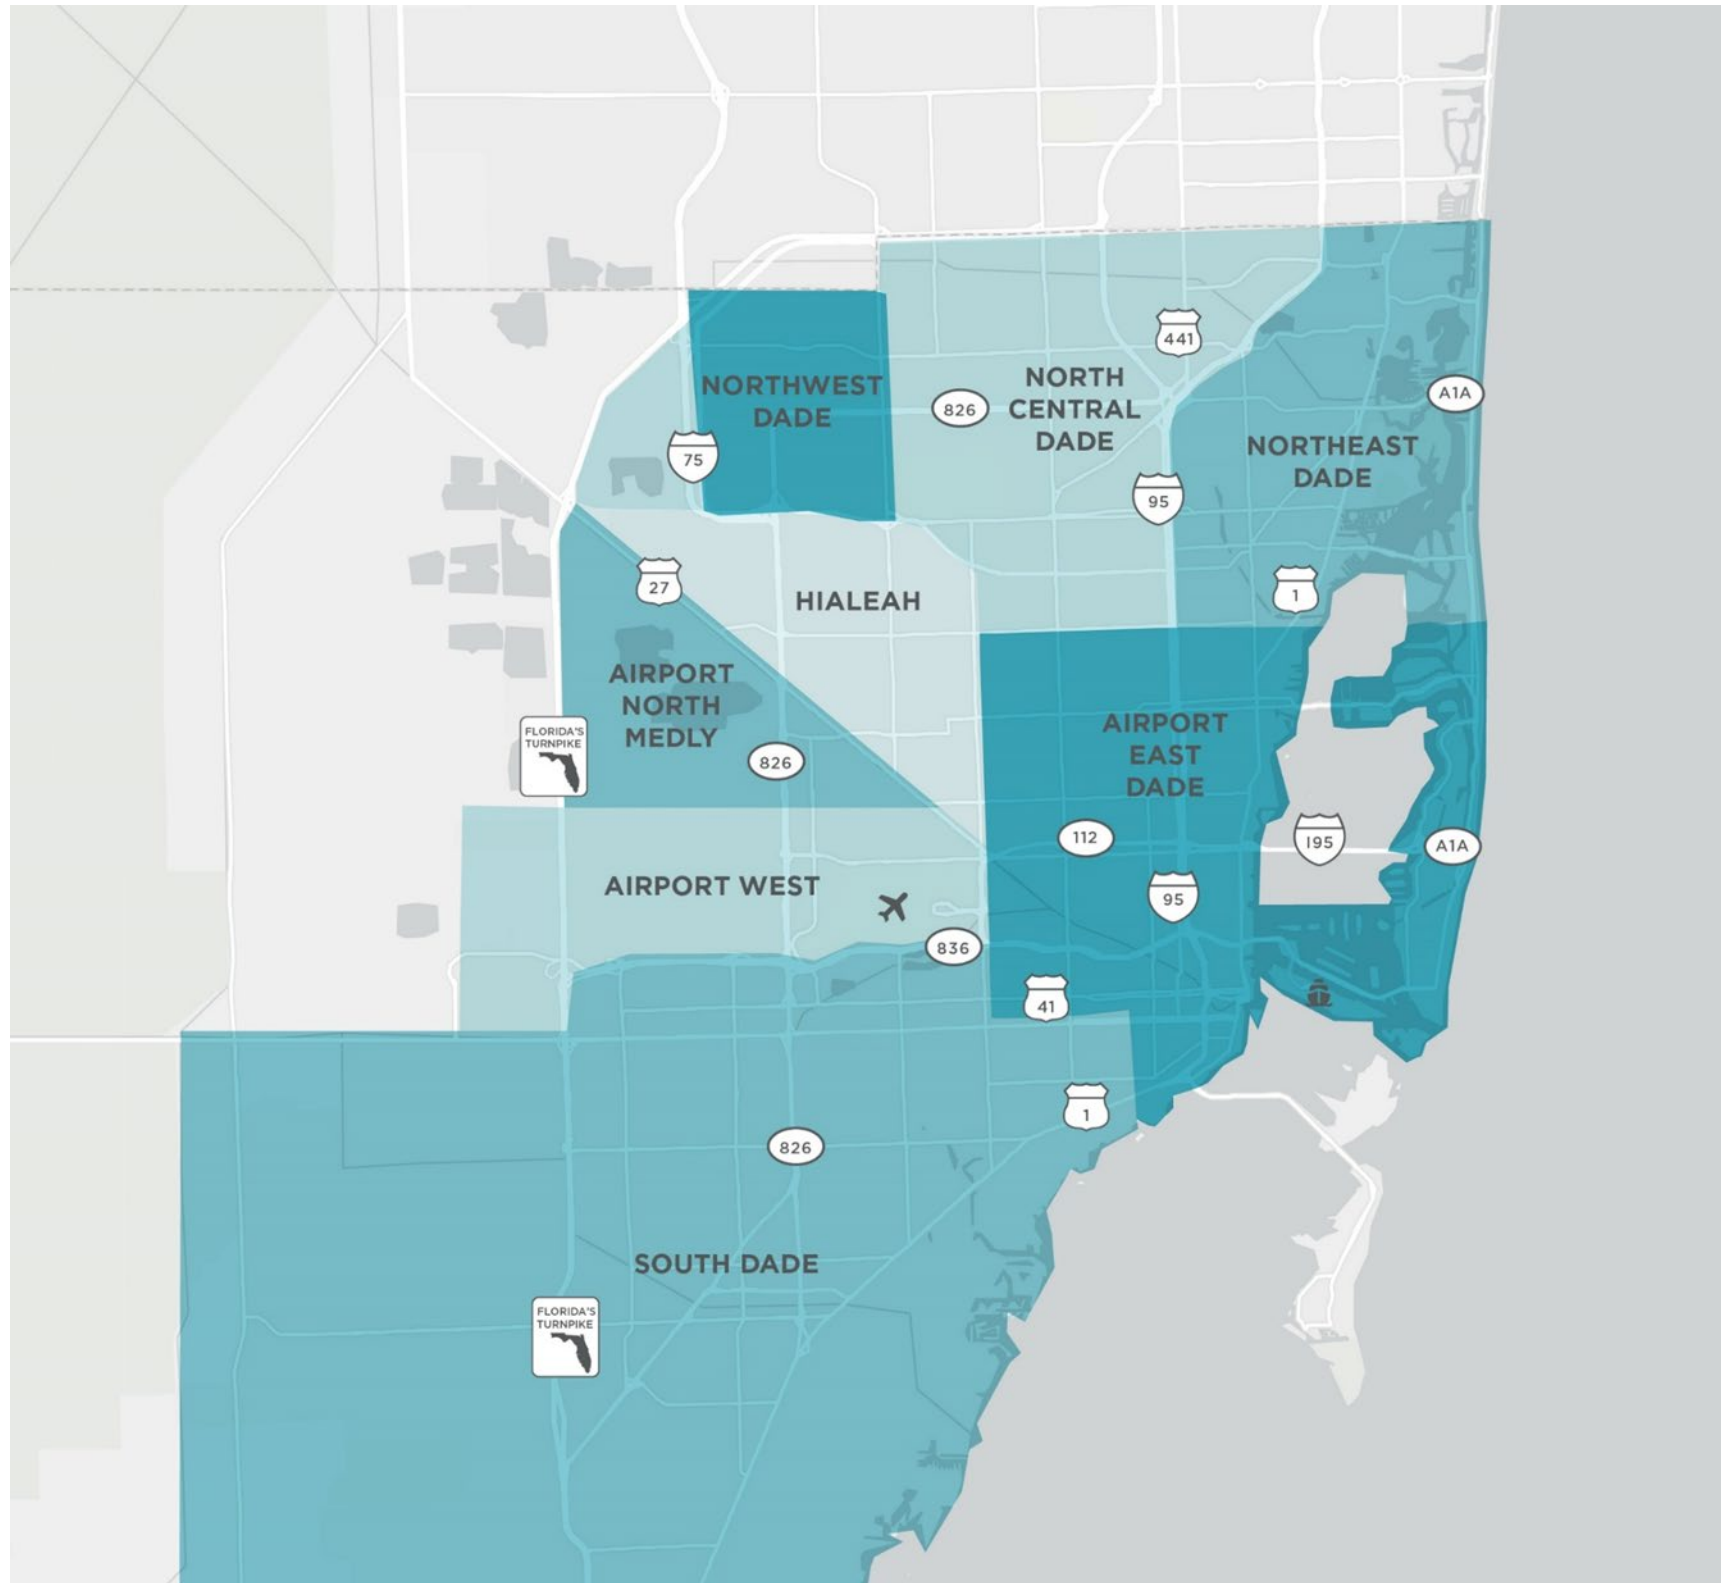 441
NORTH
CENTRAL
DADE
NORTHWEST
DADE
826
A1A
NORTHEAST
DADE
75
95
27
1
HIALEAH
AIRPORT
NORTH
MEDLY
FLORIDA'S
TURNPIKE
826
AIRPORT
EAST
DADE
112
195
A1A
AIRPORT WEST
95
836
41
1
826
SOUTH DADE
FLORIDA'S
TURNPIKE